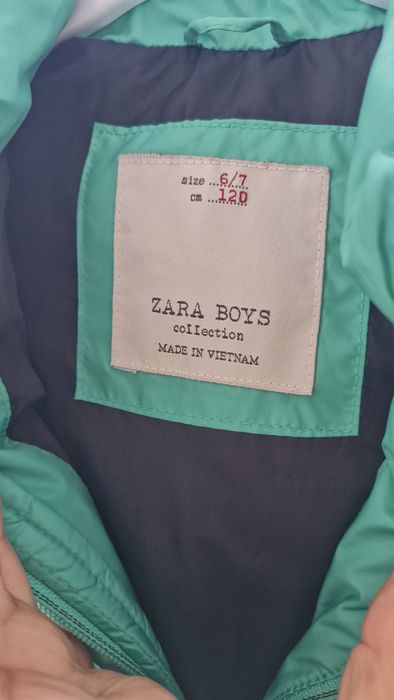 size ...6/7
cm ...120
ZARA BOYS
collection
MADE IN VIETNAM